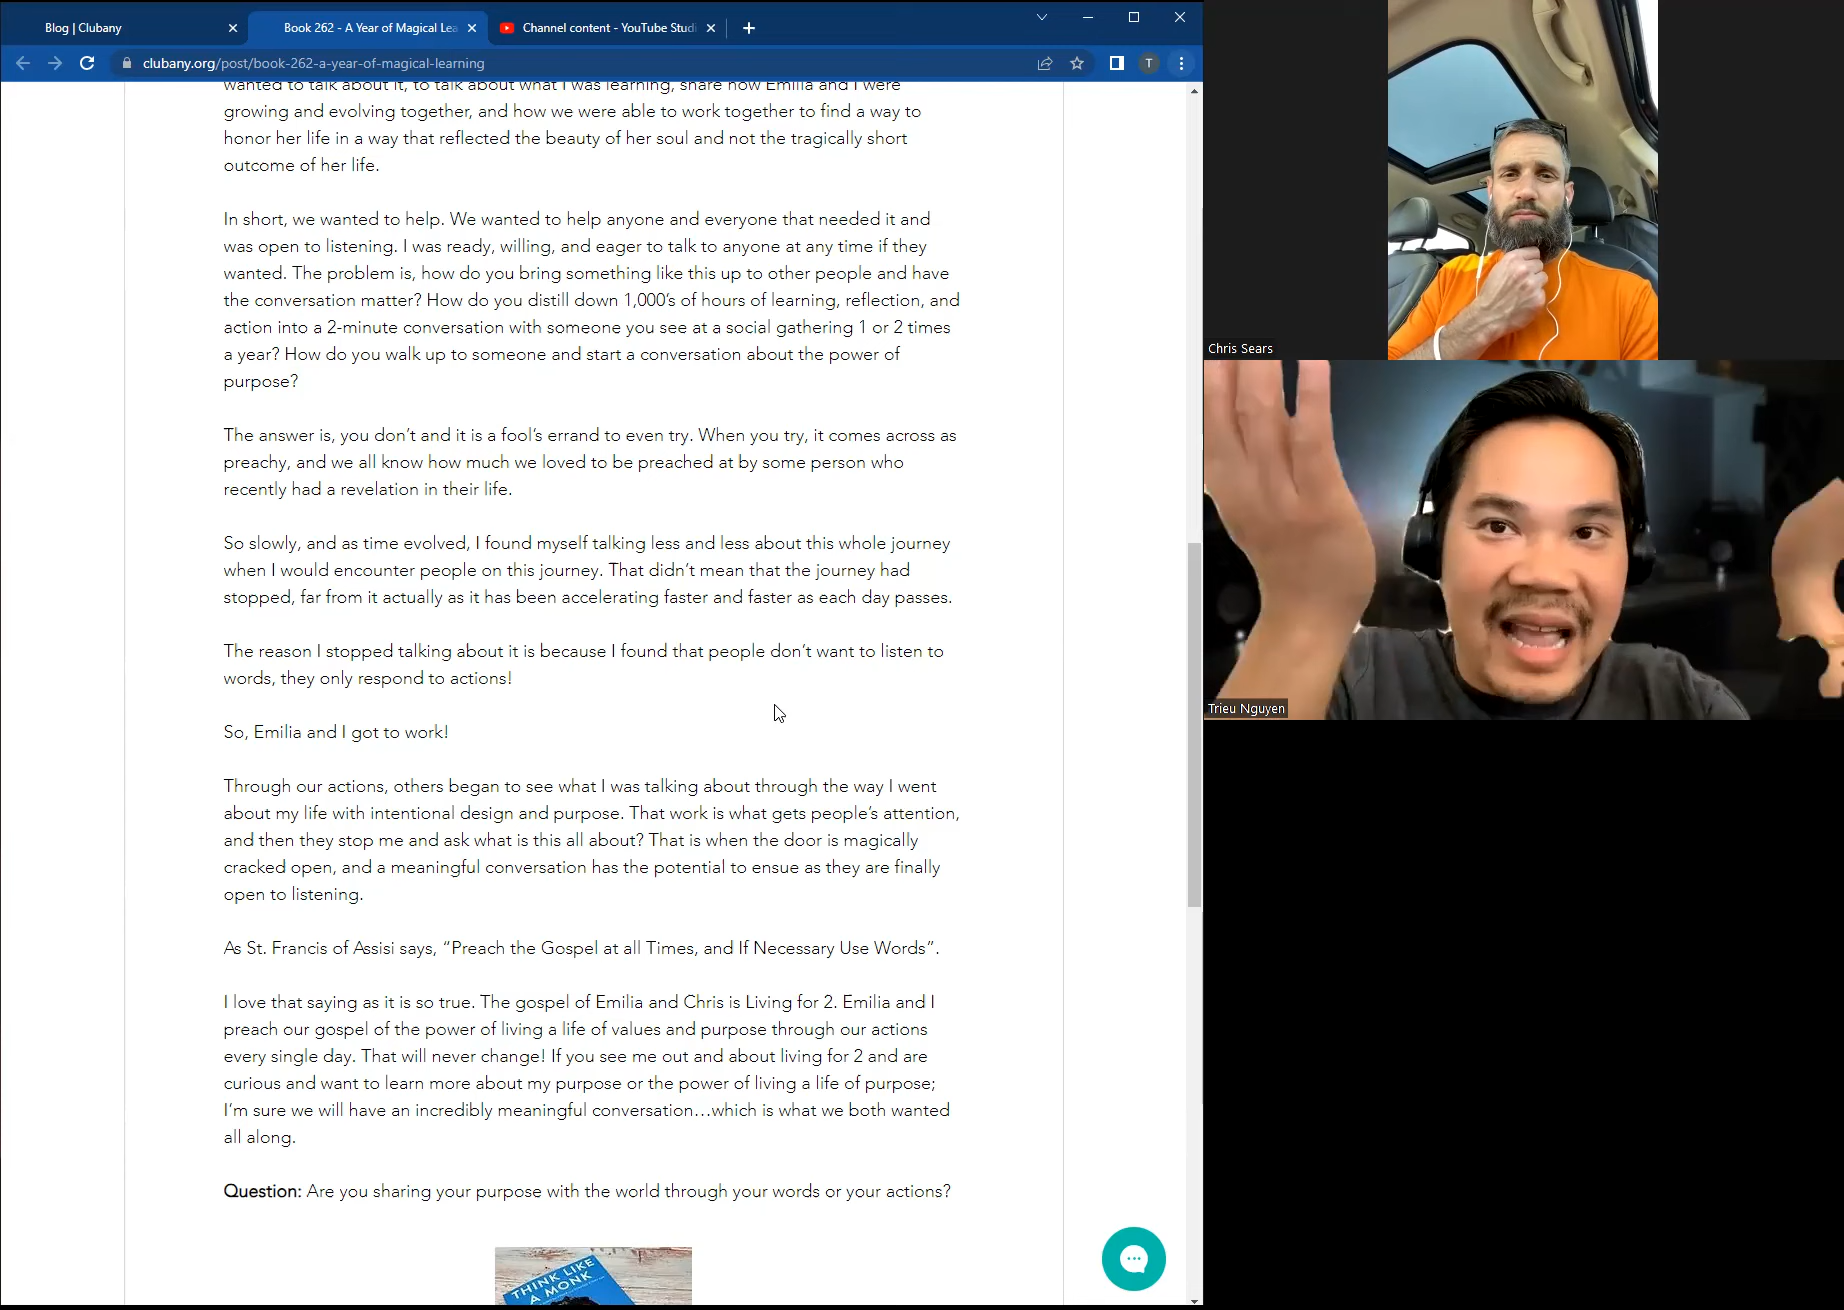 Blog | Clubany
Book 262 - A Year of Magical Lea
Channel content - YouTube Studi
clubany.org/post/book-262-a-year-of-magical-learning
T
wanted to talk about it, to talk about what I was learning, share how Emilia and I were
growing and evolving together, and how we were able to work together to find a way to
honor her life in a way that reflected the beauty of her soul and not the tragically short
outcome of her life.
In short, we wanted to help. We wanted to help anyone and everyone that needed it and
was open to listening. I was ready, willing, and eager to talk to anyone at any time if they
wanted. The problem is, how do you bring something like this up to other people and have
the conversation matter? How do you distill down 1,000's of hours of learning, reflection, and
action into a 2-minute conversation with someone you see at a social gathering 1 or 2 times
a year? How do you walk up to someone and start a conversation about the power of
purpose?
The answer is, you don't and it is a fool's errand to even try. When you try, it comes across as
preachy, and we all know how much we loved to be preached at by some person who
recently had a revelation in their life.
So slowly, and as time evolved, I found myself talking less and less about this whole journey
when I would encounter people on this journey. That didn't mean that the journey had
stopped, far from it actually as it has been accelerating faster and faster as each day passes.
The reason I stopped talking about it is because I found that people don't want to listen to
words, they only respond to actions!
So, Emilia and I got to work!
Through our actions, others began to see what I was talking about through the way I went
about my life with intentional design and purpose. That work is what gets people's attention,
and then they stop me and ask what is this all about? That is when the door is magically
cracked open, and a meaningful conversation has the potential to ensue as they are finally
open to listening.
As St. Francis of Assisi says, “Preach the Gospel at all Times, and If Necessary Use Words”.
I love that saying as it is so true. The gospel of Emilia and Chris is Living for 2. Emilia and I
preach our gospel of the power of living a life of values and purpose through our actions
every single day. That will never change! If you see me out and about living for 2 and are
curious and want to learn more about my purpose or the power of living a life of purpose;
I'm sure we will have an incredibly meaningful conversation...which is what we both wanted
all along.
Question: Are you sharing your purpose with the world through your words or your actions?
THINK LIKE
A MONK
Chris Sears
Trieu Nguyen